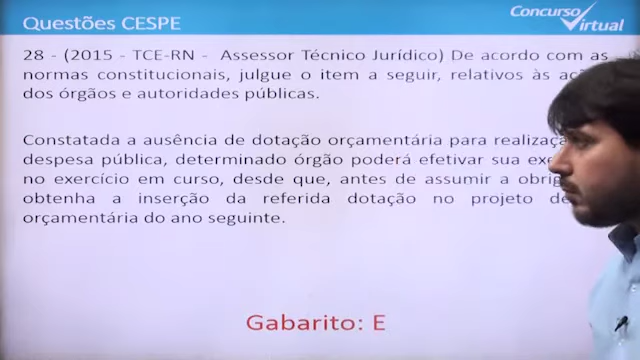 Questões CESPE
Concurso
Virtual
28 - (2015 - TCE-RN - Assessor Técnico Jurídico) De acordo com as
normas constitucionais, julgue o item a seguir, relativos às
dos órgãos e autoridades públicas.
Constatada a ausência de dotação orçamentária para
despesa pública, determinado órgão poderá efetivar sua
no exercício em curso, desde que, antes de assumir a
obtenha a inserção da referida dotação no projeto de
orçamentária do ano seguinte.
Gabarito: E